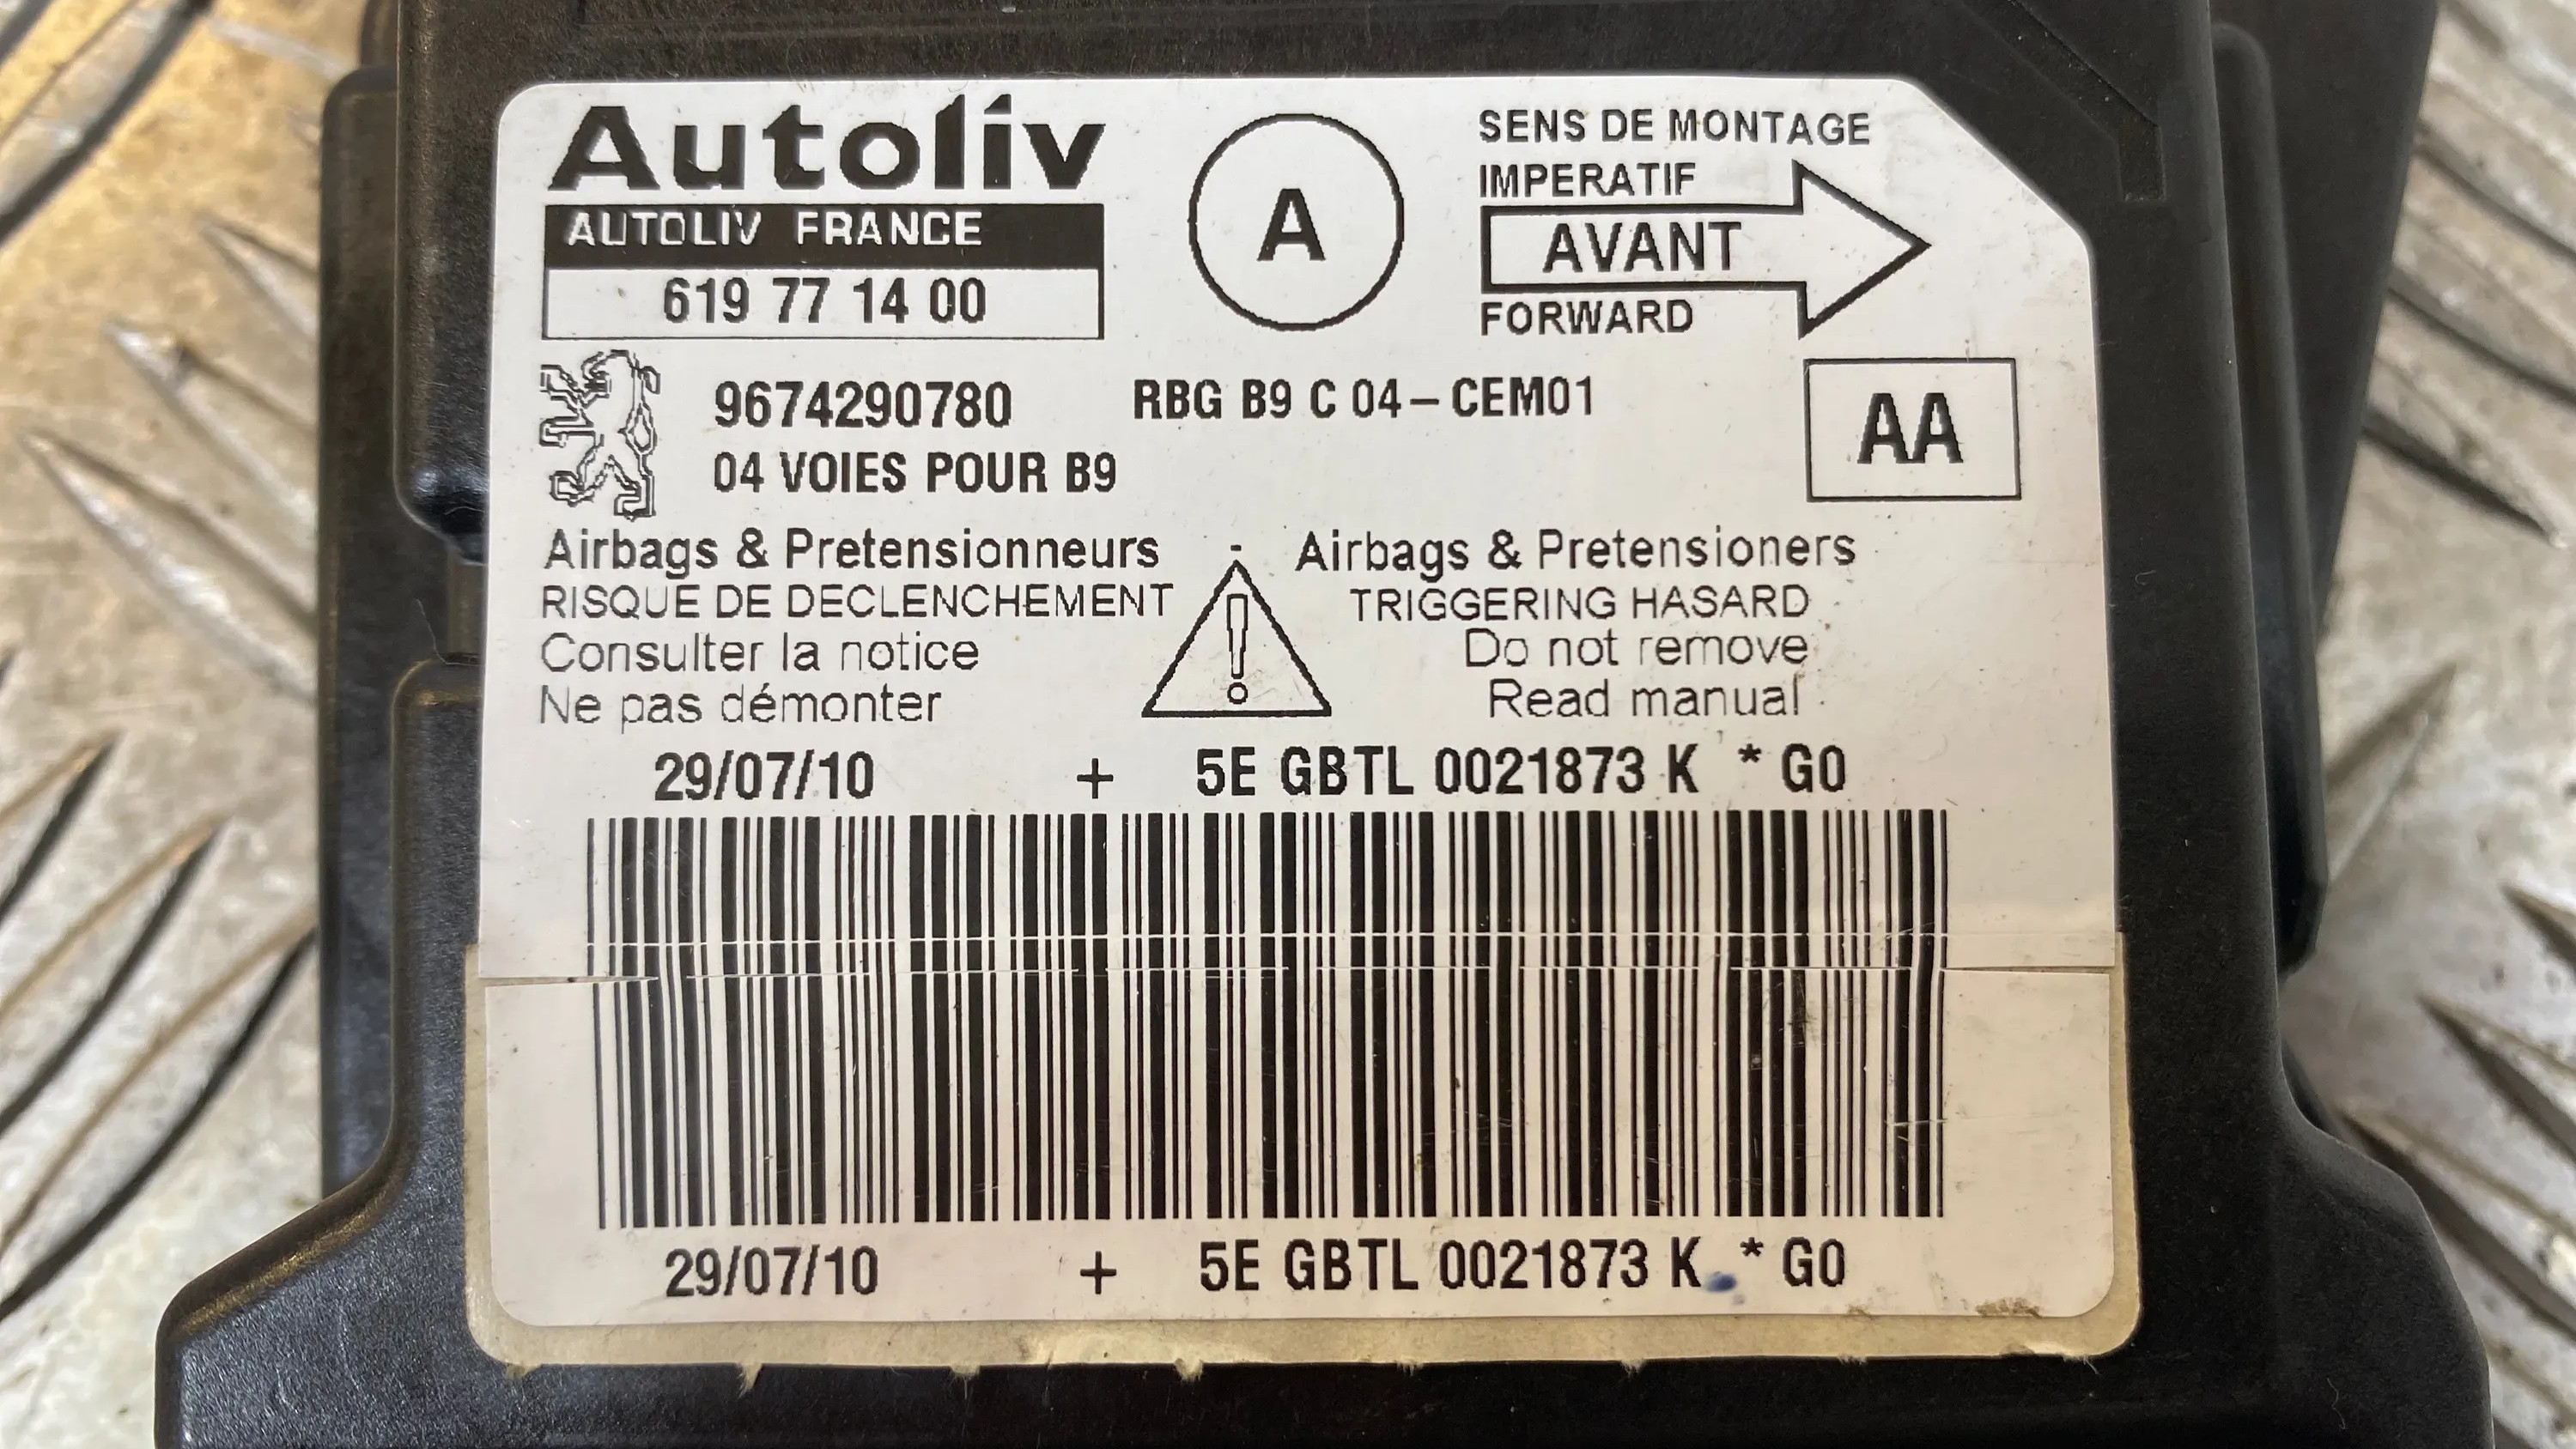 Autoliv
AUTOLIV FRANCE
619 77 14 00
A
SENS DE MONTAGE
IMPERATIF
AVANT
FORWARD
9674290780
RBG B9 C 04-CEM01
04 VOIES POUR B9
AA
Airbags & Pretensionneurs
RISQUE DE DECLENCHEMENT
Consulter la notice
Ne pas démonter
- Airbags & Pretensioners
TRIGGERING HASARD
Do not remove
Read manual
29/07/10 + 5E GBTL 0021873 K * G0
29/07/10 + 5E GBTL 0021873 K * G0